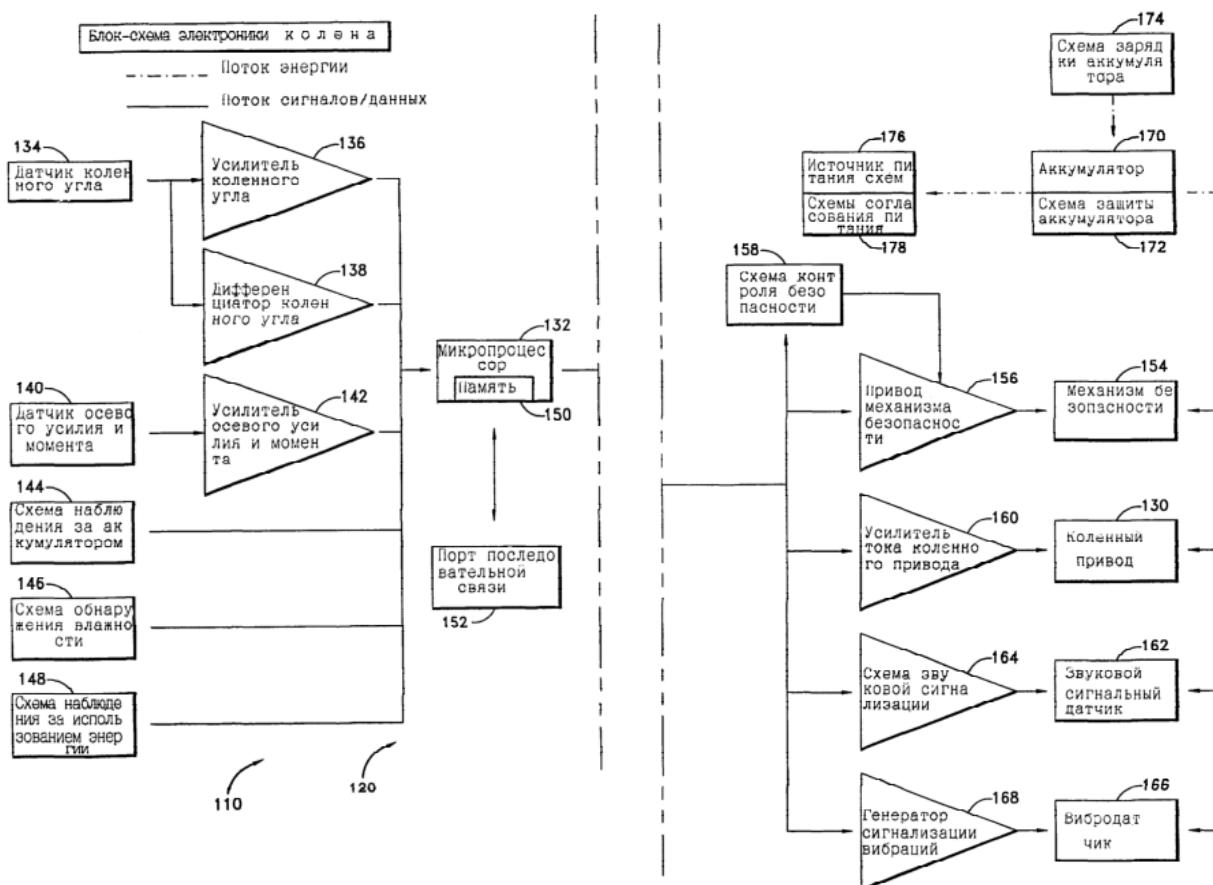 Блок-схема электроники колена
Поток энергии
Поток сигналов/данных
134
Датчик колен
ного угла
136
Усилитель
коленного
угла
138
Дифферен
циатор колен
ного угла
140
Датчик осево
го усилия и
момента
142
Усилитель
осевого уси
лия и момен
та
144
Схема наблю
дения за ак
кумулятором
146
Схема обнару
жения влажно
сти
148
Схема наблюде
ния за исполь
зованием энер
гии
110
120
132
Микропроцес
сор
Память
150
Порт последо
вательной
связи
152
174
Схема заряд
ки аккумуля
тора
176
Источник пи
тания схем
Схемы согла
сования пи
тания
178
170
Аккумулятор
Схема защиты
аккумулятора
172
158
Схема конт
роля безо
пасности
156
Привод
механизма
безопаснос
ти
154
Механизм бе
зопасности
160
Усилитель
тока коленно
го привода
130
Коленный
привод
164
Схема зву
ковой сигна
лизации
162
Звуковой
сигнальный
датчик
168
Генератор
сигнализации
вибраций
166
Вибродат
чик